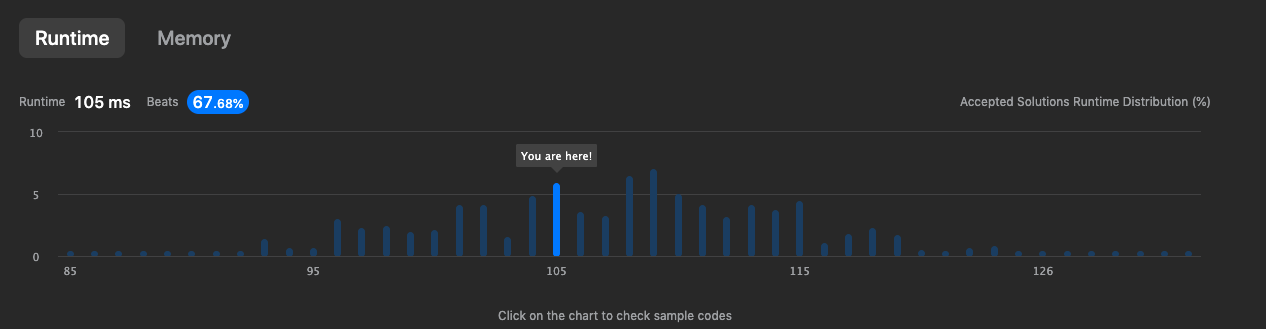 Runtime Memory
Runtime 105 ms Beats 67.68% Accepted Solutions Runtime Distribution (%)
10
You are here!
5
0
85 95 105 115 126
Click on the chart to check sample codes